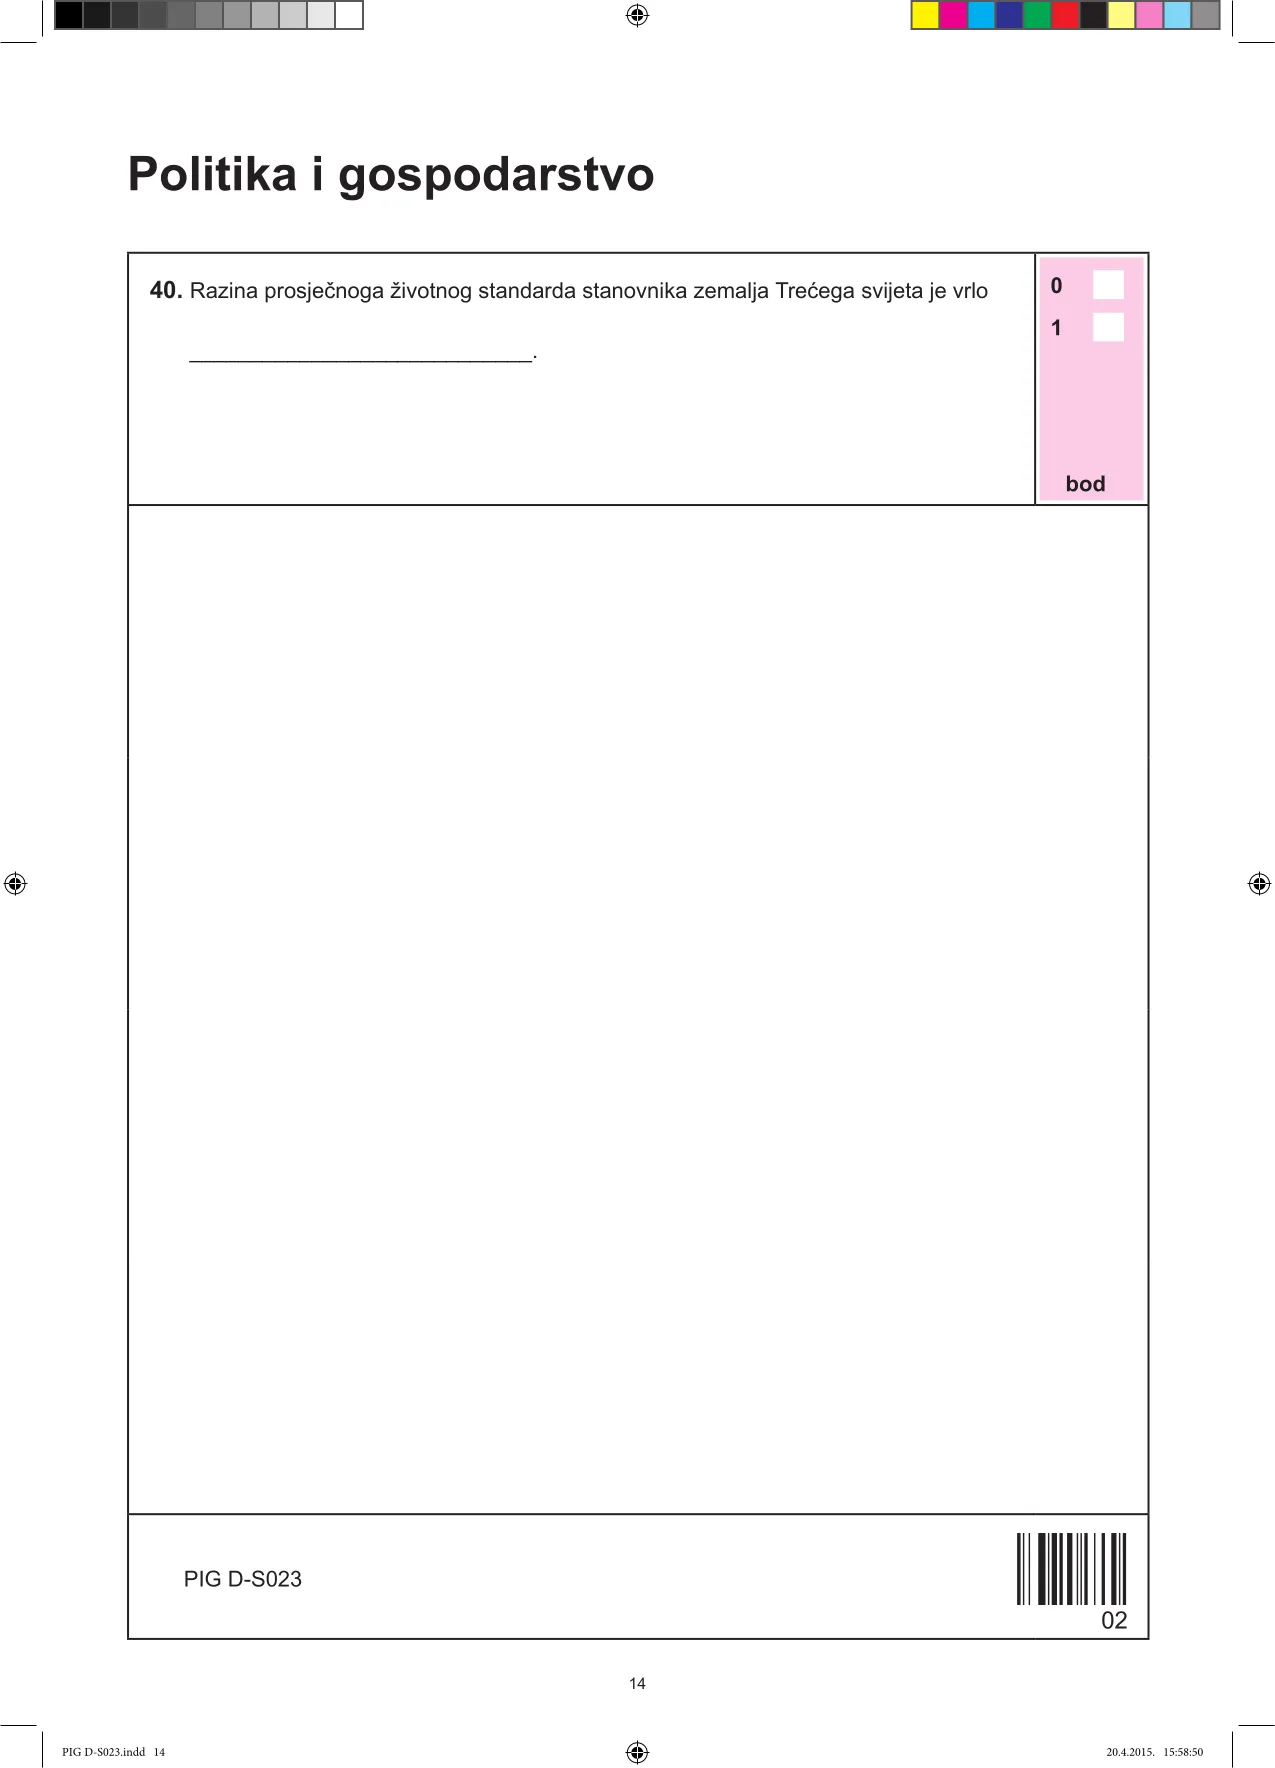 Politika i gospodarstvo
40. Razina prosječnoga životnog standarda stanovnika zemalja Trećega svijeta je vrlo
____________________________.
0
1
bod
PIG D-S023
02
14
PIG D-S023.indd 14
20.4.2015. 15:58:50